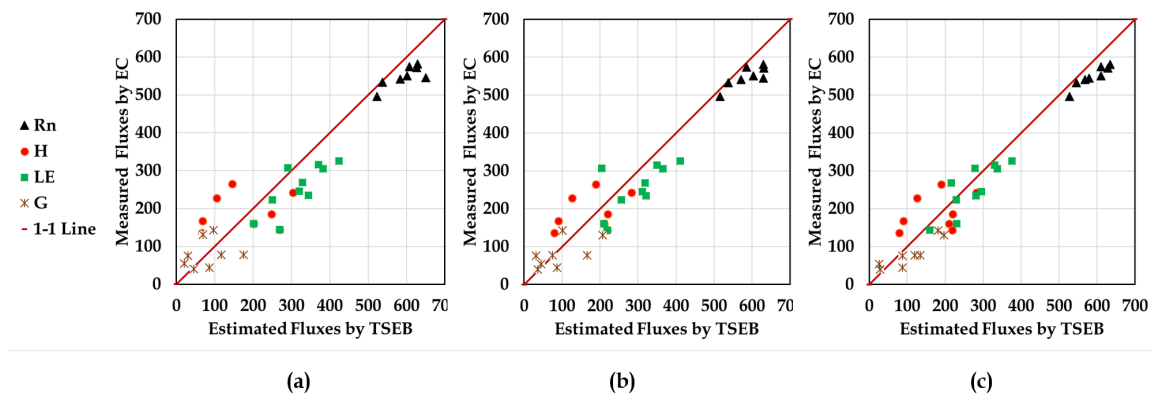 Rn
H
LE
G
1-1 Line
Measured Fluxes by EC
700
600
500
400
300
200
100
0
0 100 200 300 400 500 600 70
Estimated Fluxes by TSEB
(a)
Measured Fluxes by EC
700
600
500
400
300
200
100
0
0 100 200 300 400 500 600 70
Estimated Fluxes by TSEB
(b)
Measured Fluxes by EC
700
600
500
400
300
200
100
0
0 100 200 300 400 500 600 700
Estimated Fluxes by TSEB
(c)